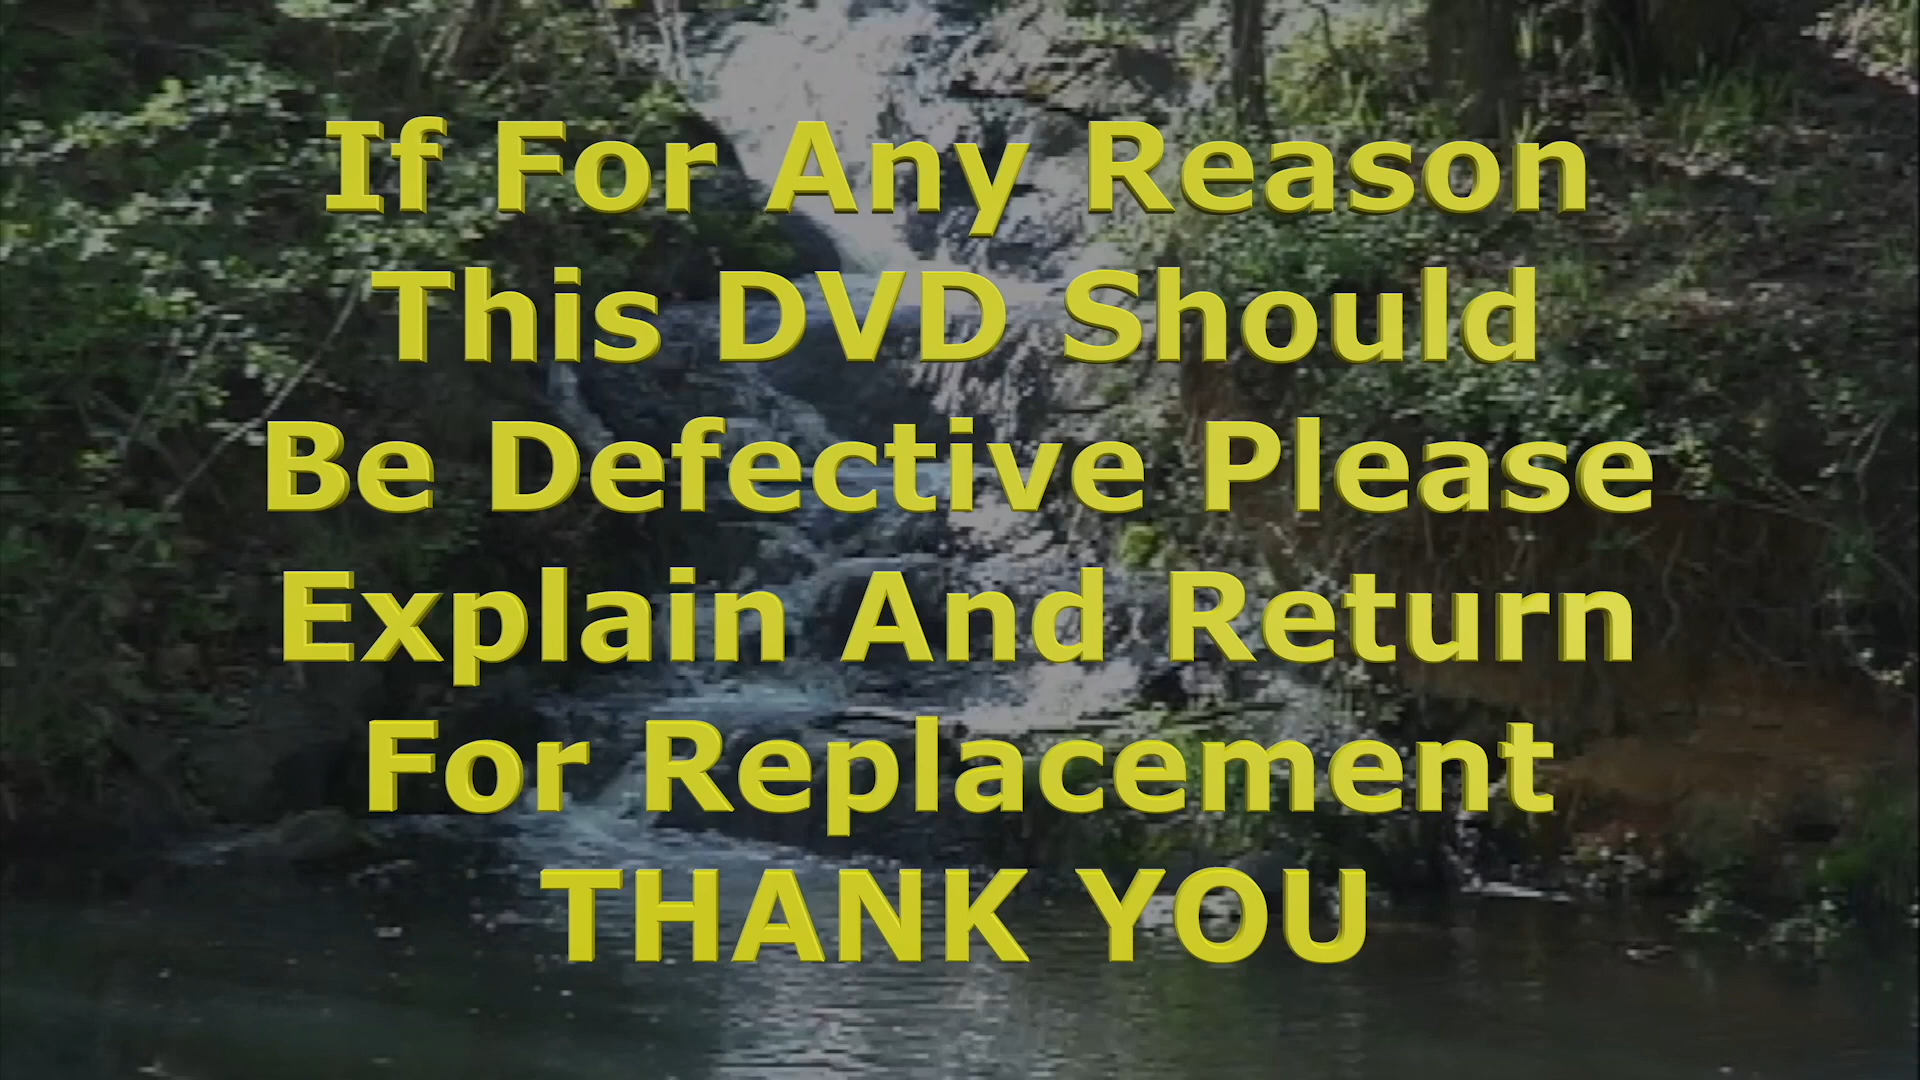 If For Any Reason
This DVD Should
Be Defective Please
Explain And Return
For Replacement
THANK YOU